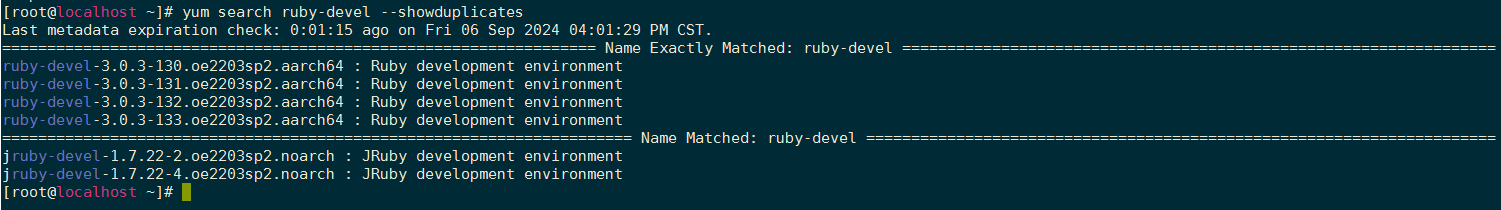 [root@localhost ~]# yum search ruby-devel --showduplicates
Last metadata expiration check: 0:01:15 ago on Fri 06 Sep 2024 04:01:29 PM CST.
================================================================== Name Exactly Matched: ruby-devel ==================================================================
ruby-devel-3.0.3-130.oe2203sp2.aarch64 : Ruby development environment
ruby-devel-3.0.3-131.oe2203sp2.aarch64 : Ruby development environment
ruby-devel-3.0.3-132.oe2203sp2.aarch64 : Ruby development environment
ruby-devel-3.0.3-133.oe2203sp2.aarch64 : Ruby development environment
====================================================================== Name Matched: ruby-devel ======================================================================
jruby-devel-1.7.22-2.oe2203sp2.noarch : JRuby development environment
jruby-devel-1.7.22-4.oe2203sp2.noarch : JRuby development environment
[root@localhost ~]#